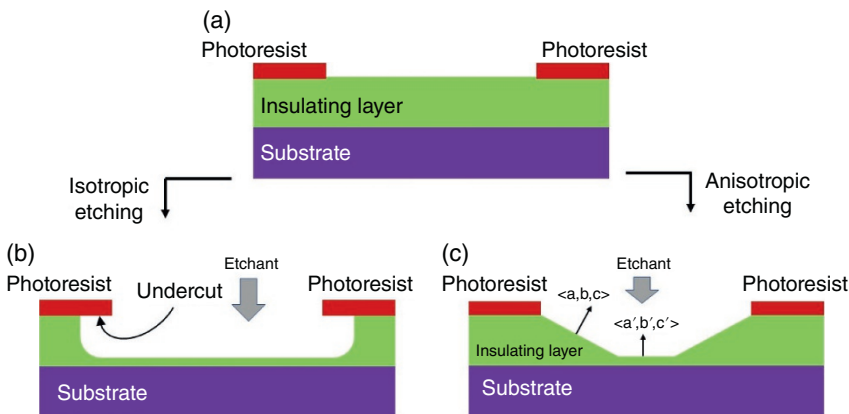 (a)
Photoresist
Photoresist
Insulating layer
Substrate
Isotropic
etching
Anisotropic
etching
(b)
Photoresist
Undercut
Etchant
Photoresist
Substrate
(c)
Photoresist
<a,b,c>
Etchant
<a′,b′,c′>
Photoresist
Insulating layer
Substrate